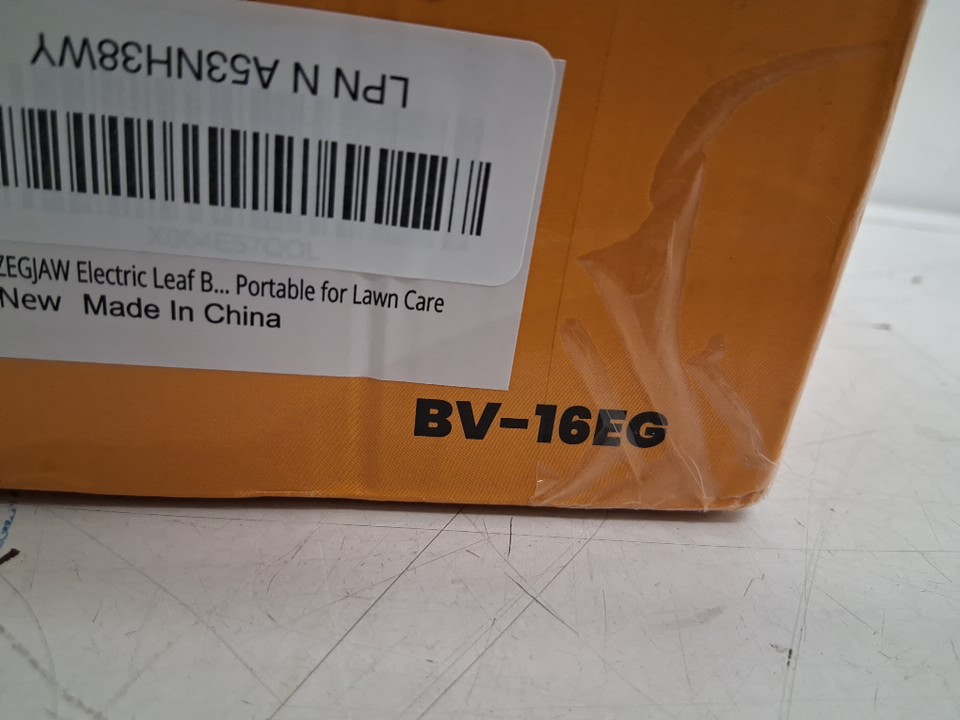 LPN N A53NH38WY
ZEGJAW Electric Leaf B... Portable for Lawn Care
New Made In China
BV-16EG